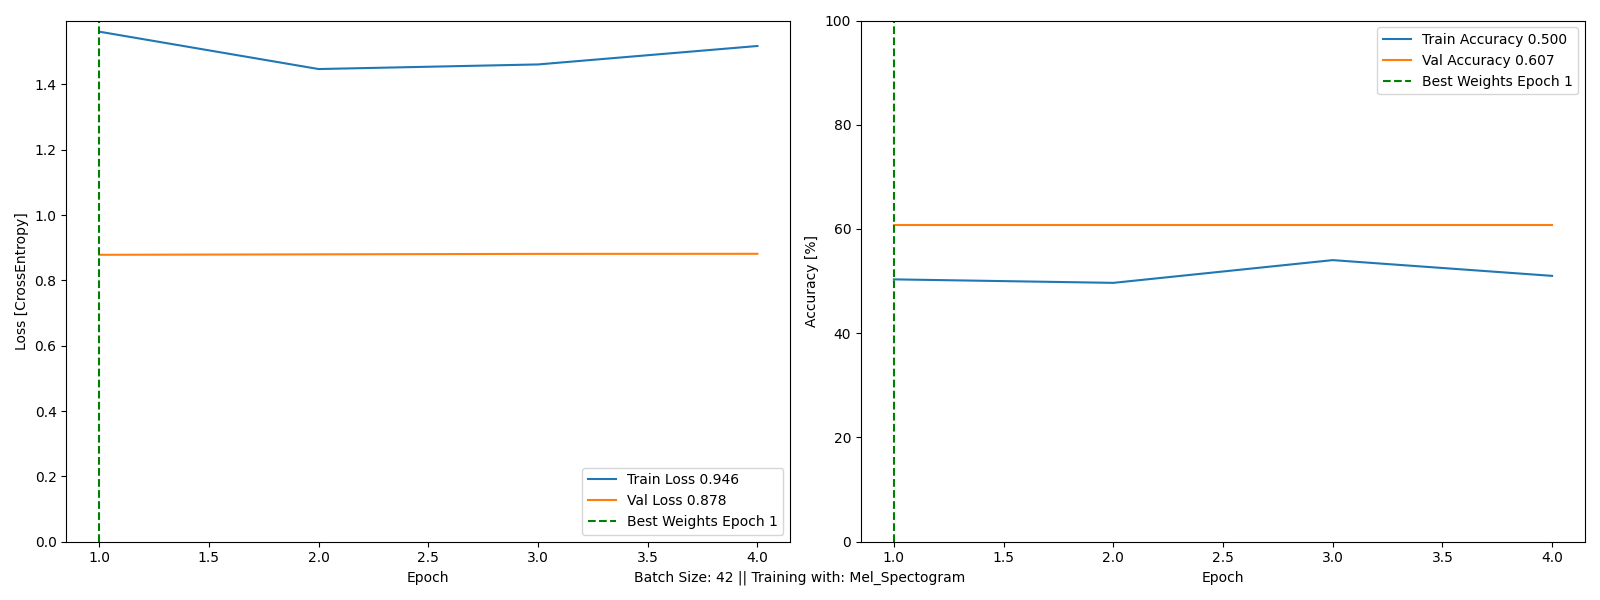 1.4
1.2
1.0
0.8
0.6
0.4
0.2
0.0
Loss [CrossEntropy]
1.0 1.5 2.0 2.5 3.0 3.5 4.0
Epoch
Train Loss 0.946
Val Loss 0.878
Best Weights Epoch 1
100
80
60
40
20
0
Accuracy [%]
1.0 1.5 2.0 2.5 3.0 3.5 4.0
Epoch
Train Accuracy 0.500
Val Accuracy 0.607
Best Weights Epoch 1
Batch Size: 42 || Training with: Mel_Spectogram